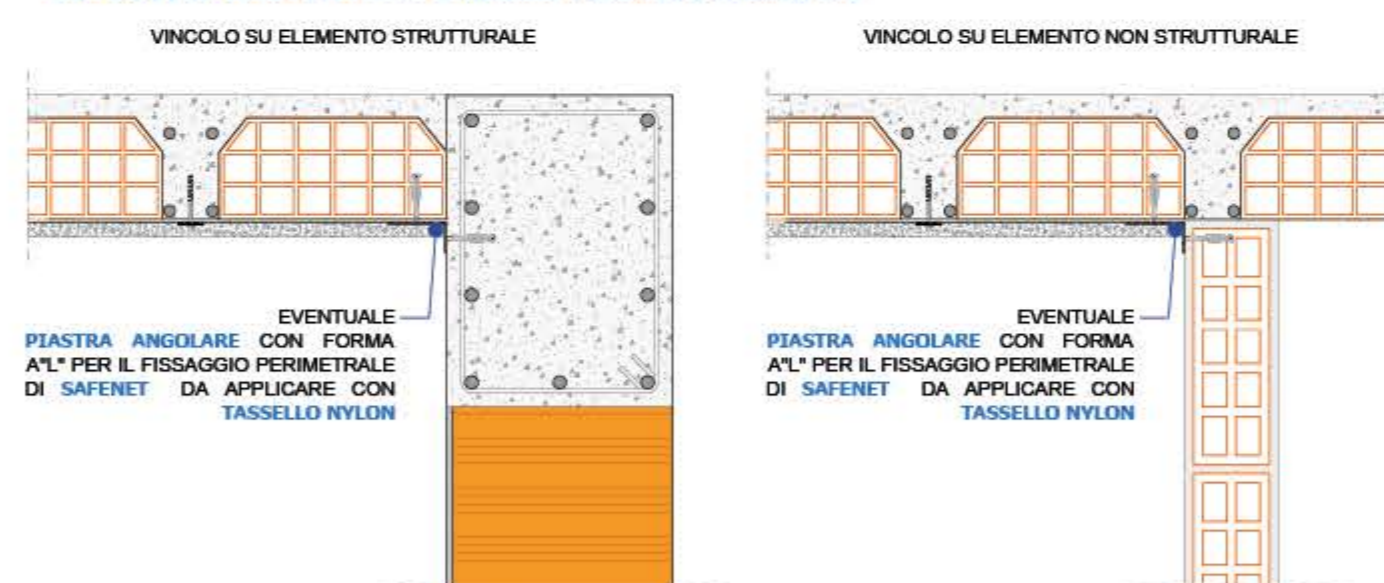 VINCOLO SU ELEMENTO STRUTTURALE
EVENTUALE
PIASTRA ANGOLARE CON FORMA
A"L" PER IL FISSAGGIO PERIMETRALE
DI SAFENET DA APPLICARE CON
TASSELLO NYLON
VINCOLO SU ELEMENTO NON STRUTTURALE
EVENTUALE
PIASTRA ANGOLARE CON FORMA
A"L" PER IL FISSAGGIO PERIMETRALE
DI SAFENET DA APPLICARE CON
TASSELLO NYLON